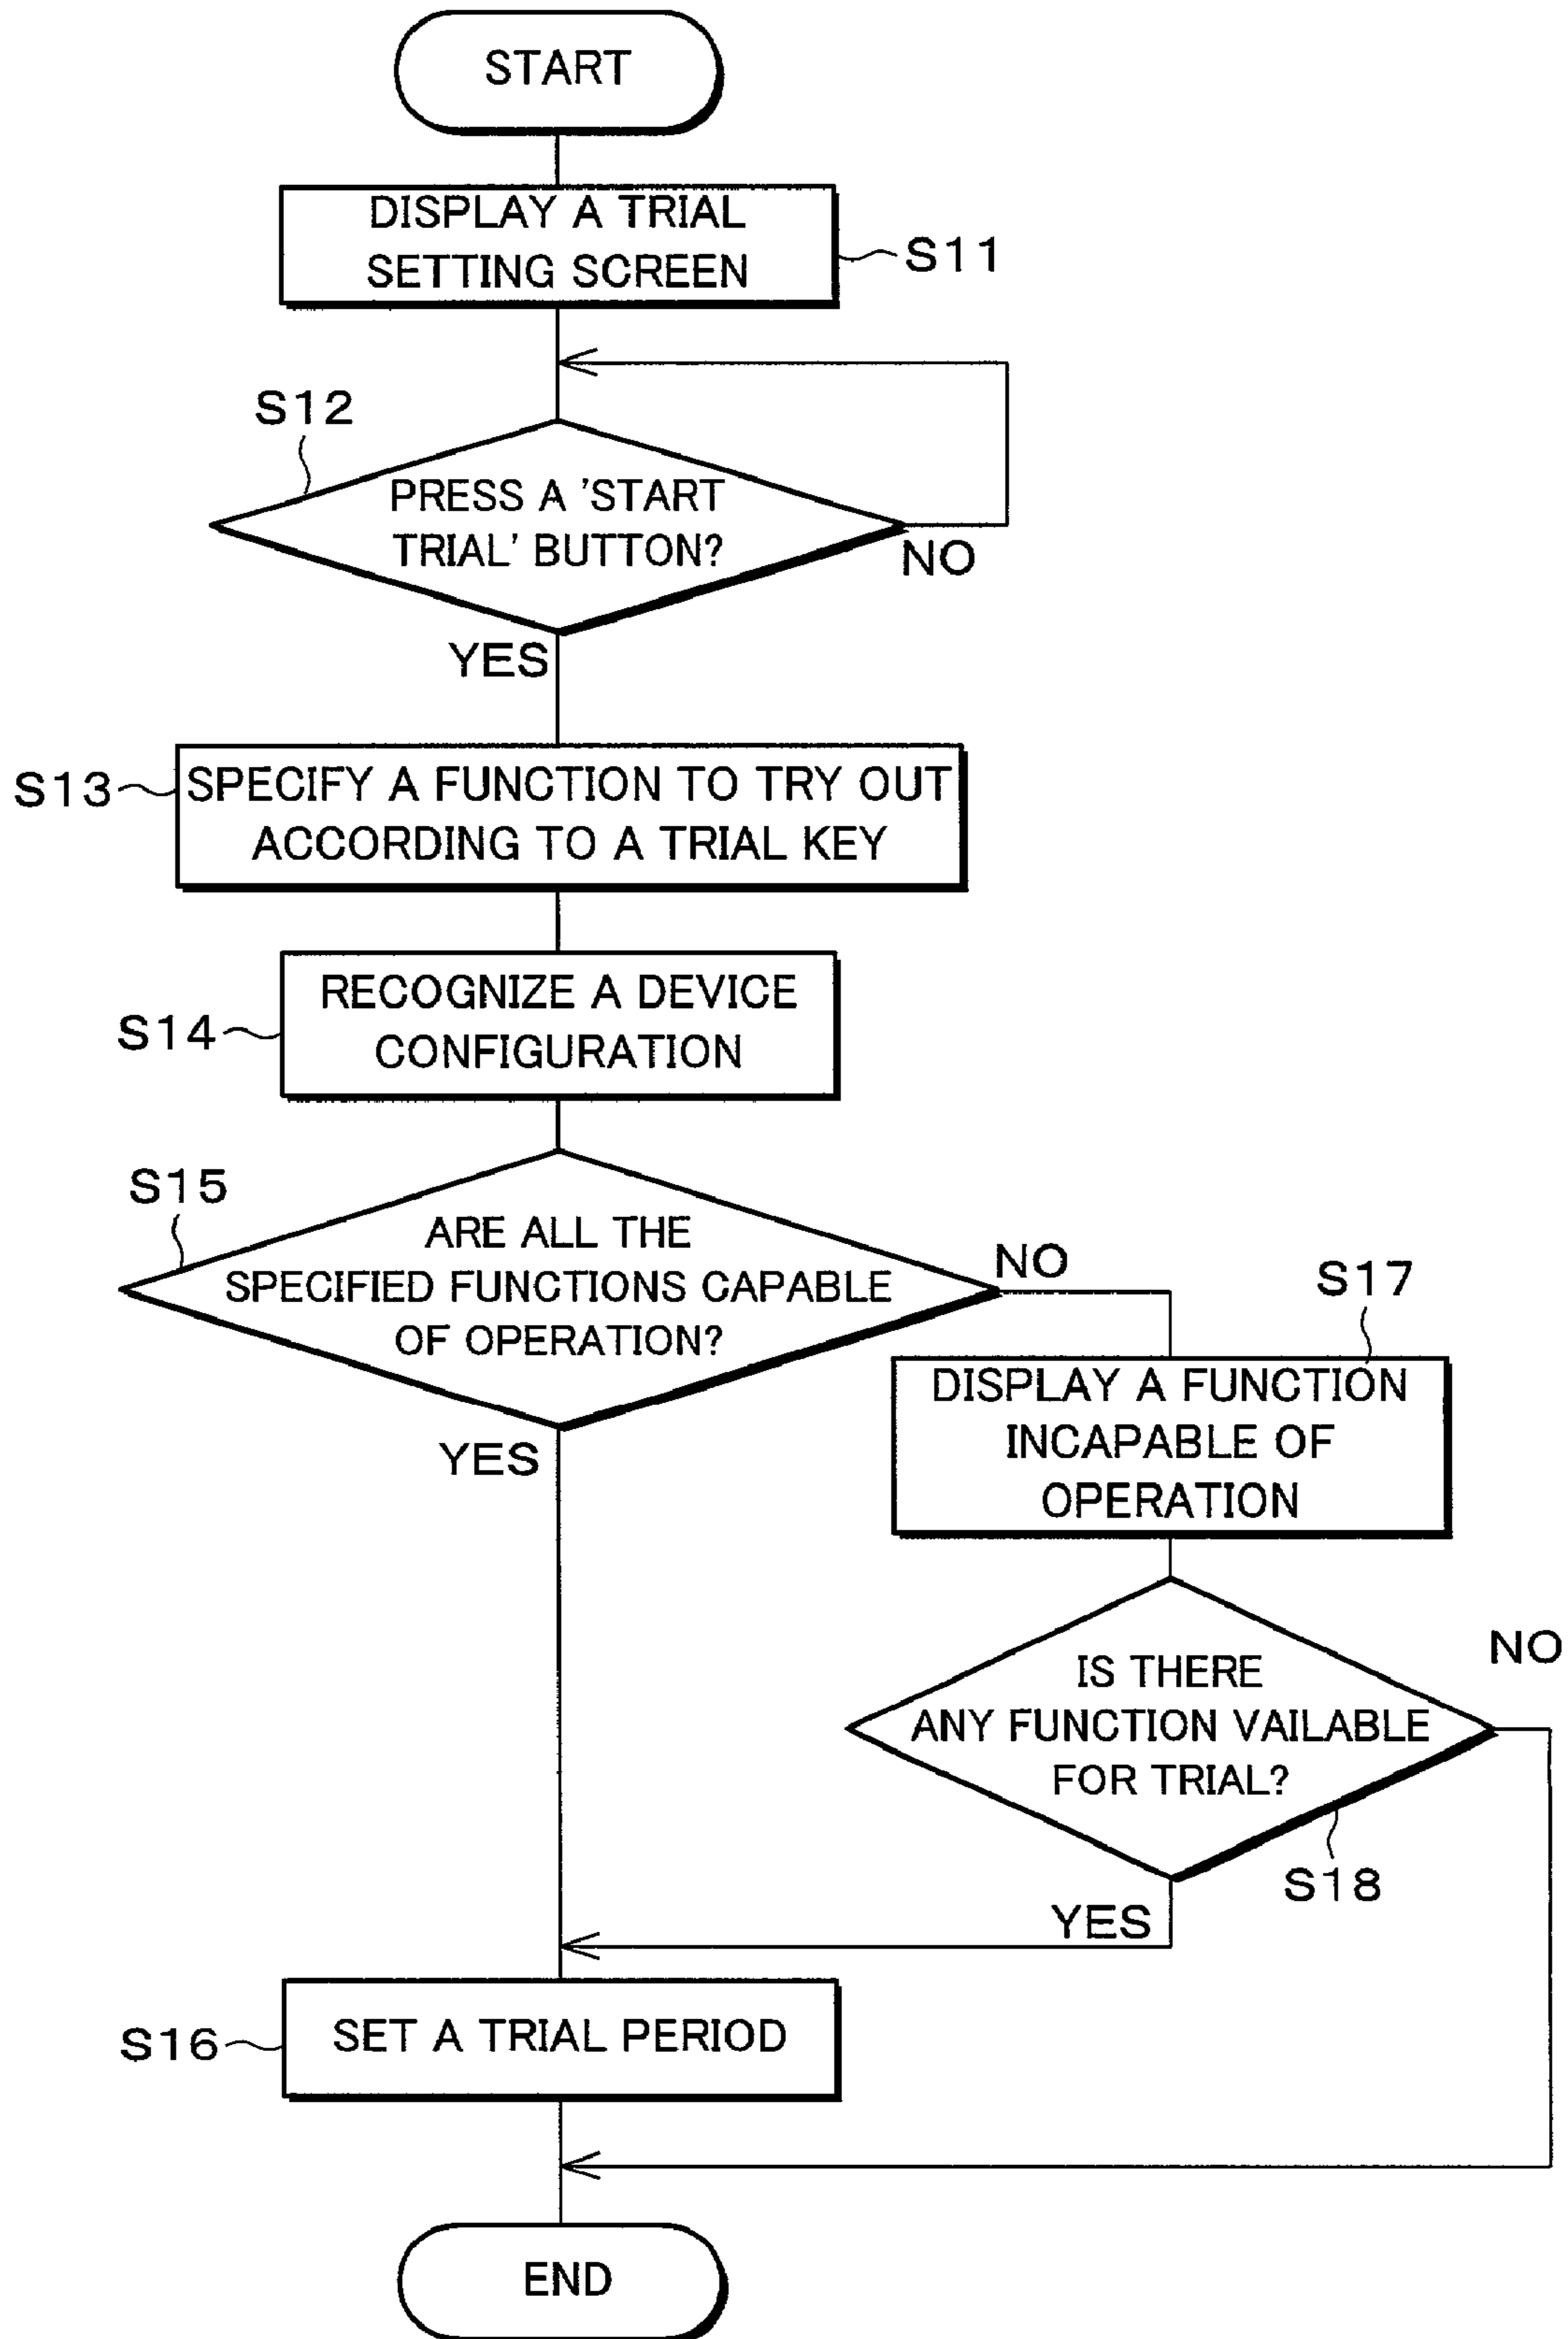 START
DISPLAY A TRIAL
SETTING SCREEN
S11
S12
PRESS A 'START
TRIAL' BUTTON?
NO
YES
S13
SPECIFY A FUNCTION TO TRY OUT
ACCORDING TO A TRIAL KEY
RECOGNIZE A DEVICE
CONFIGURATION
S14
S15
ARE ALL THE
SPECIFIED FUNCTIONS CAPABLE
OF OPERATION?
NO
YES
S17
DISPLAY A FUNCTION
INCAPABLE OF
OPERATION
IS THERE
ANY FUNCTION VAILABLE
FOR TRIAL?
NO
S18
YES
S16
SET A TRIAL PERIOD
END